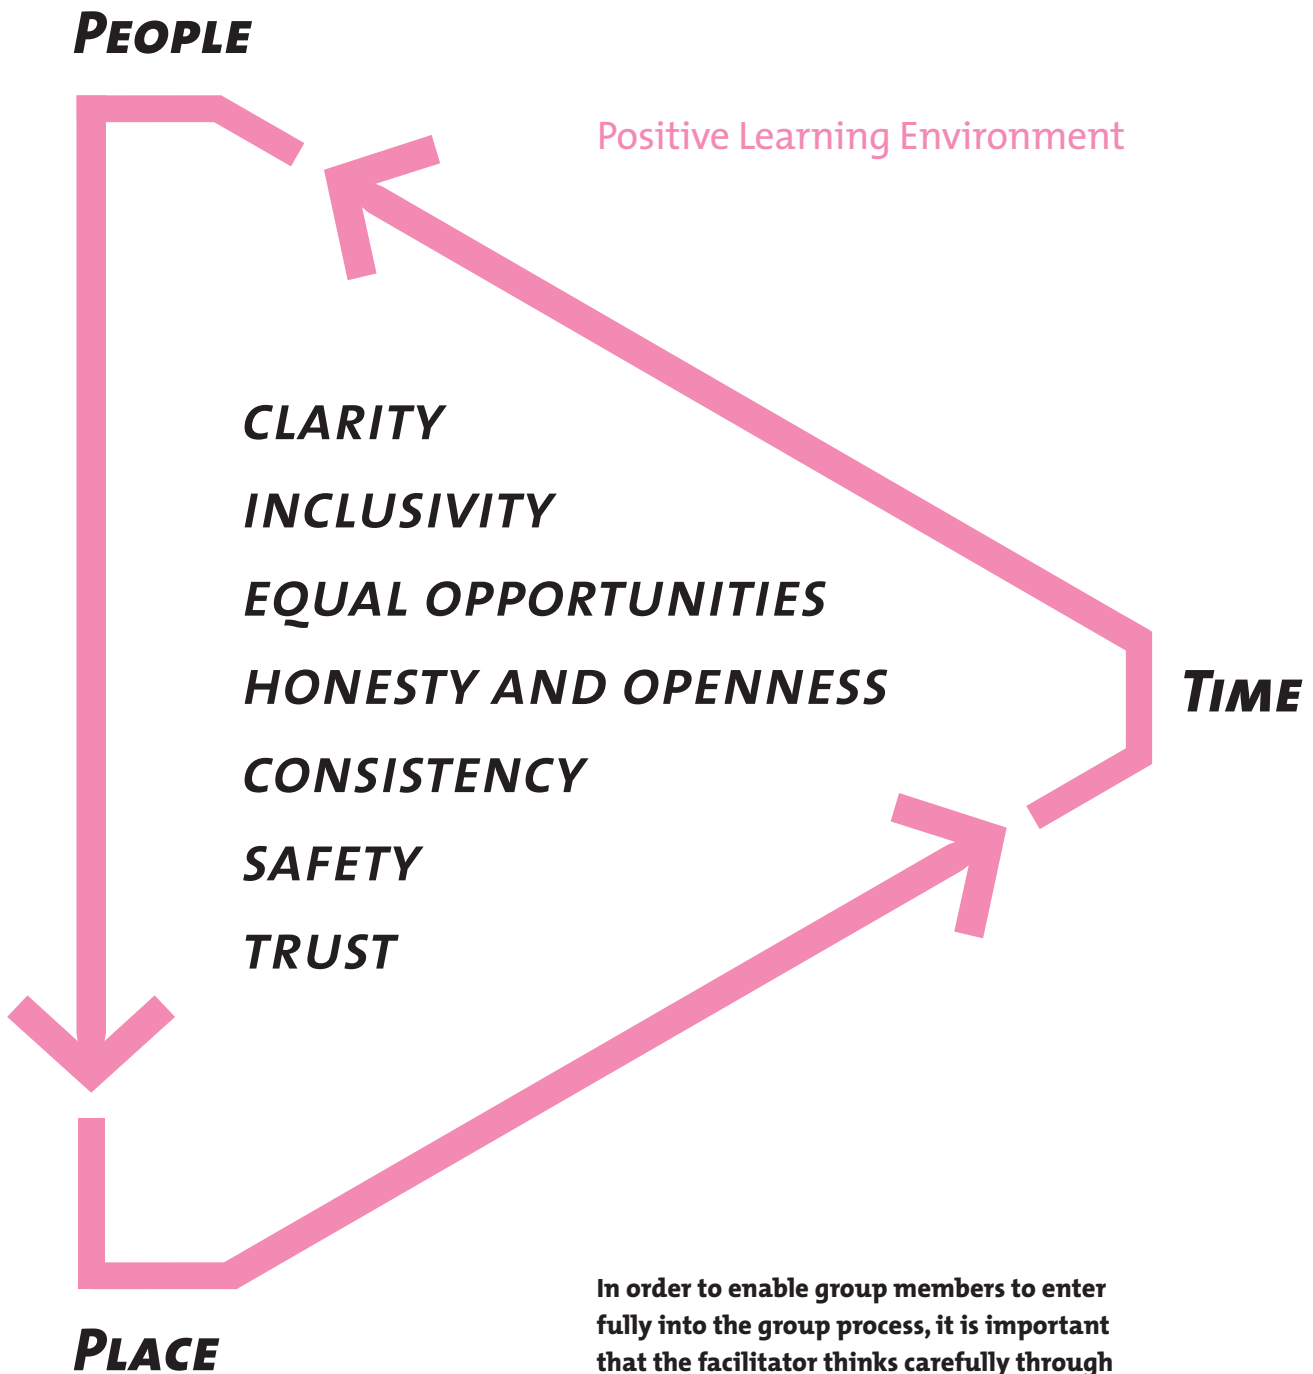 PEOPLE
Positive Learning Environment
CLARITY
INCLUSIVITY
EQUAL OPPORTUNITIES
HONESTY AND OPENNESS
TIME
CONSISTENCY
SAFETY
TRUST
PLACE
In order to enable group members to enter
fully into the group process, it is important
that the facilitator thinks carefully through